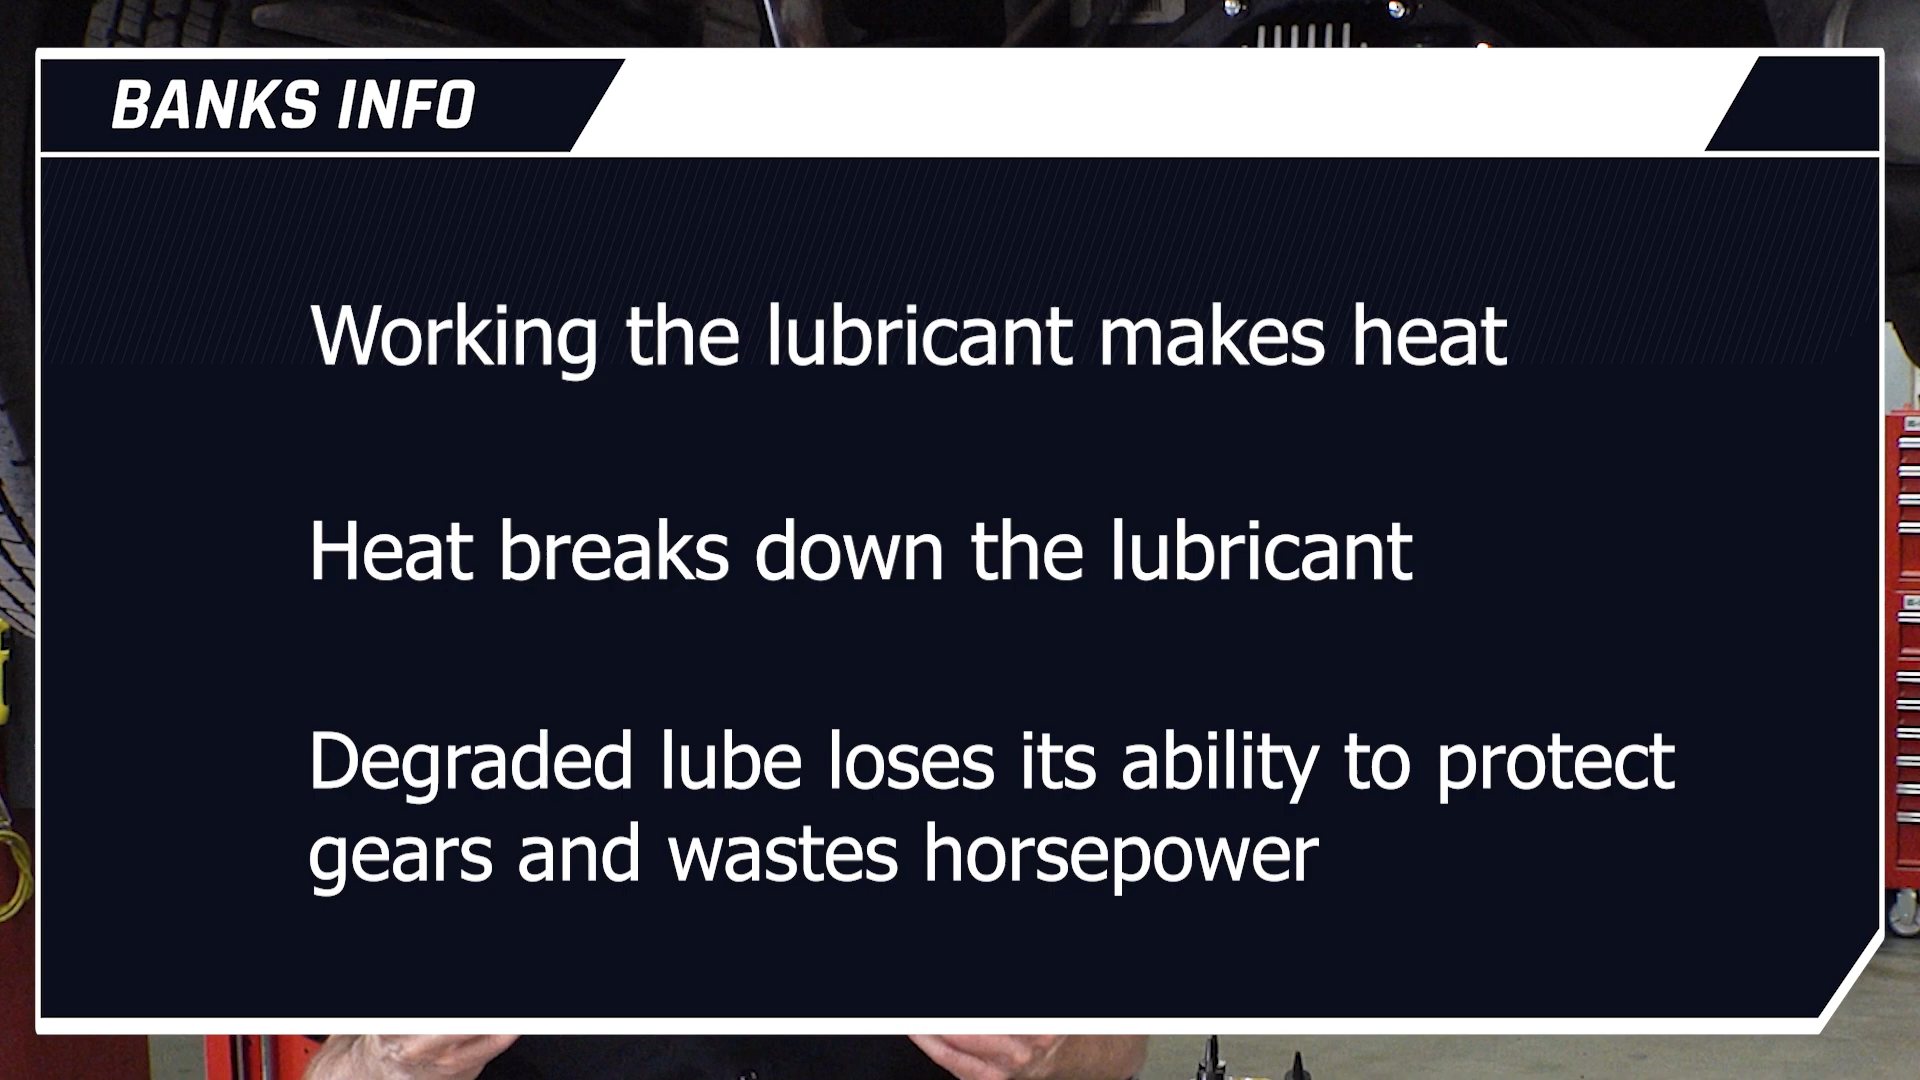 BANKS INFO
Working the lubricant makes heat
Heat breaks down the lubricant
Degraded lube loses its ability to protect
gears and wastes horsepower